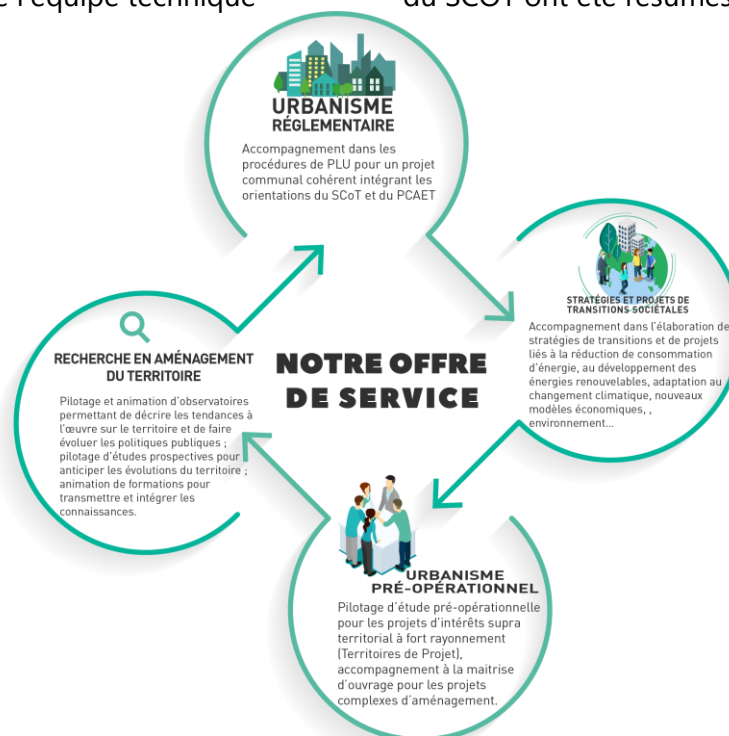 e l'équipe technique
du SCOT ont été résumés
URBANISME
RÉGLEMENTAIRE
Accompagnement dans les
procédures de PLU pour un projet
communal cohérent intégrant les
orientations du SCoT et du PCAET
STRATÉGIES ET PROJETS DE
TRANSITIONS SOCIÉTALES
Accompagnement dans l'élaboration de
stratégies de transitions et de projets
liés à la réduction de consommation
d'énergie, au développement des
énergies renouvelables, adaptation au
changement climatique, nouveaux
modèles économiques, ,
environnement...
RECHERCHE EN AMÉNAGEMENT
DU TERRITOIRE
Pilotage et animation d'observatoires
permettant de décrire les tendances à
l'œuvre sur le territoire et de faire
évoluer les politiques publiques ;
pilotage d'études prospectives pour
anticiper les évolutions du territoire ;
animation de formations pour
transmettre et intégrer les
connaissances.
NOTRE OFFRE
DE SERVICE
URBANISME
PRÉ-OPÉRATIONNEL
Pilotage d'étude pré-opérationnelle
pour les projets d'intérêts supra
territorial à fort rayonnement
(Territoires de Projet),
accompagnement à la maitrise
d'ouvrage pour les projets
complexes d'aménagement.